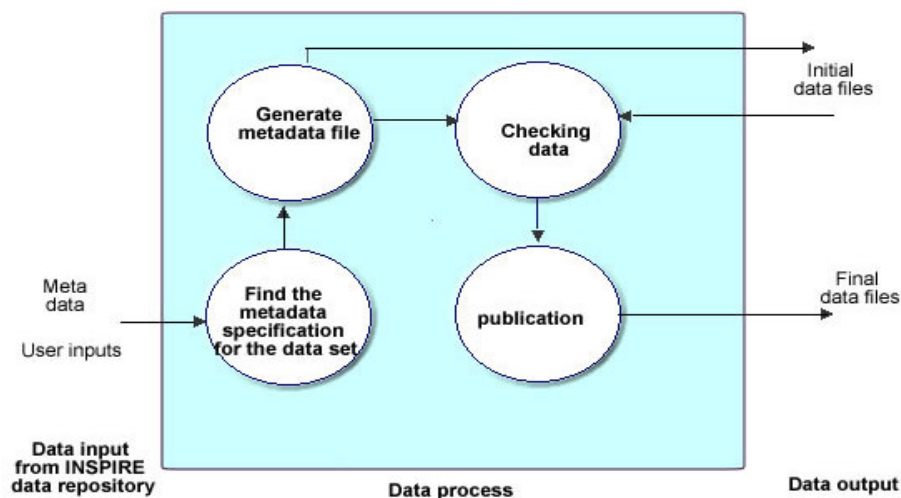 Initial
data files
Generate
metadata file
Checking
data
Meta
data
User inputs
Find the
metadata
specification
for the data set
publication
Final
data files
Data input
from INSPIRE
data repository
Data process
Data output